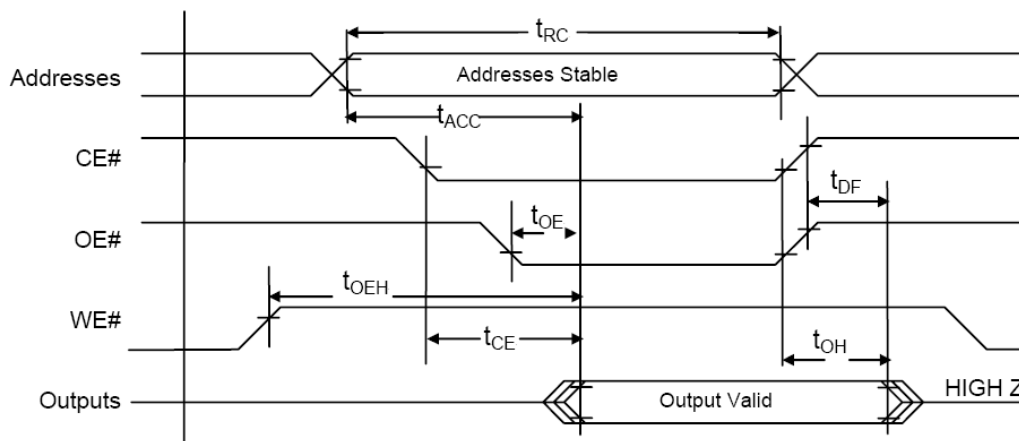 tRC
Addresses
Addresses Stable
tACC
CE#
tDF
tOE
OE#
tOEH
WE#
tCE
tOH
HIGH Z
Outputs
Output Valid